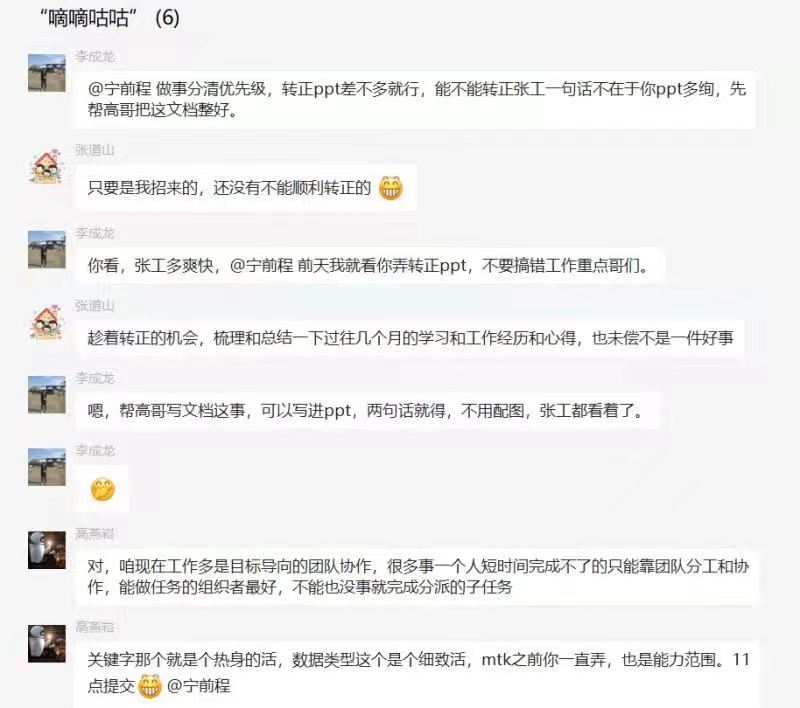 “嘀嘀咕咕” (6)
李成龙
@宁前程 做事分清优先级，转正ppt差不多就行，能不能转正张工一句话不在于你ppt多绚，先
帮高哥把这文档整好。
张道山
只要是我招来的，还没有不能顺利转正的
李成龙
你看，张工多爽快，@宁前程 前天我就看你弄转正ppt，不要搞错工作重点哥们。
张道山
趁着转正的机会，梳理和总结一下过往几个月的学习和工作经历和心得，也未偿不是一件好事
李成龙
嗯，帮高哥写文档这事，可以写进ppt，两句话就得，不用配图，张工都看着了。
李成龙
高燕崧
对，咱现在工作多是目标导向的团队协作，很多事一个人短时间完成不了的只能靠团队分工和协
作，能做任务的组织者最好，不能也没事就完成分派的子任务
高燕崧
关键字那个就是个热身的活，数据类型这个是个细致活，mtk之前你一直弄，也是能力范围。11
点提交 @宁前程